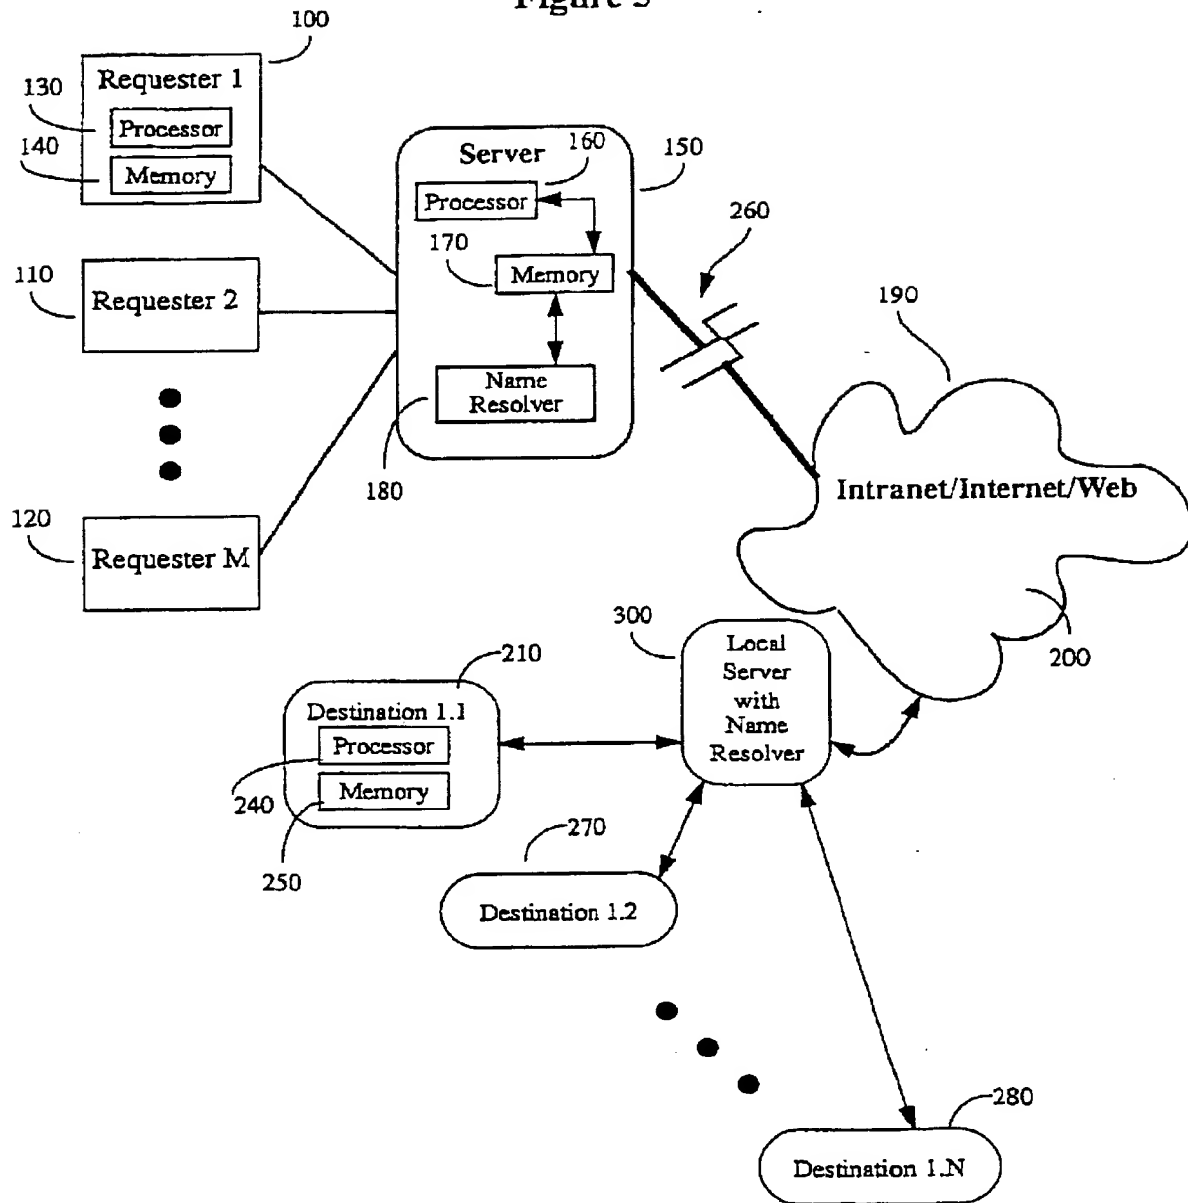 Figure 3
100
Requester 1
130
Processor
140
Memory
110
Requester 2
120
Requester M
Server
160
150
Processor
170
Memory
Name
Resolver
180
260
190
Intranet/Internet/Web
200
300
Local
Server
with
Name
Resolver
210
Destination 1.1
Processor
240
Memory
250
270
Destination 1.2
280
Destination 1.N